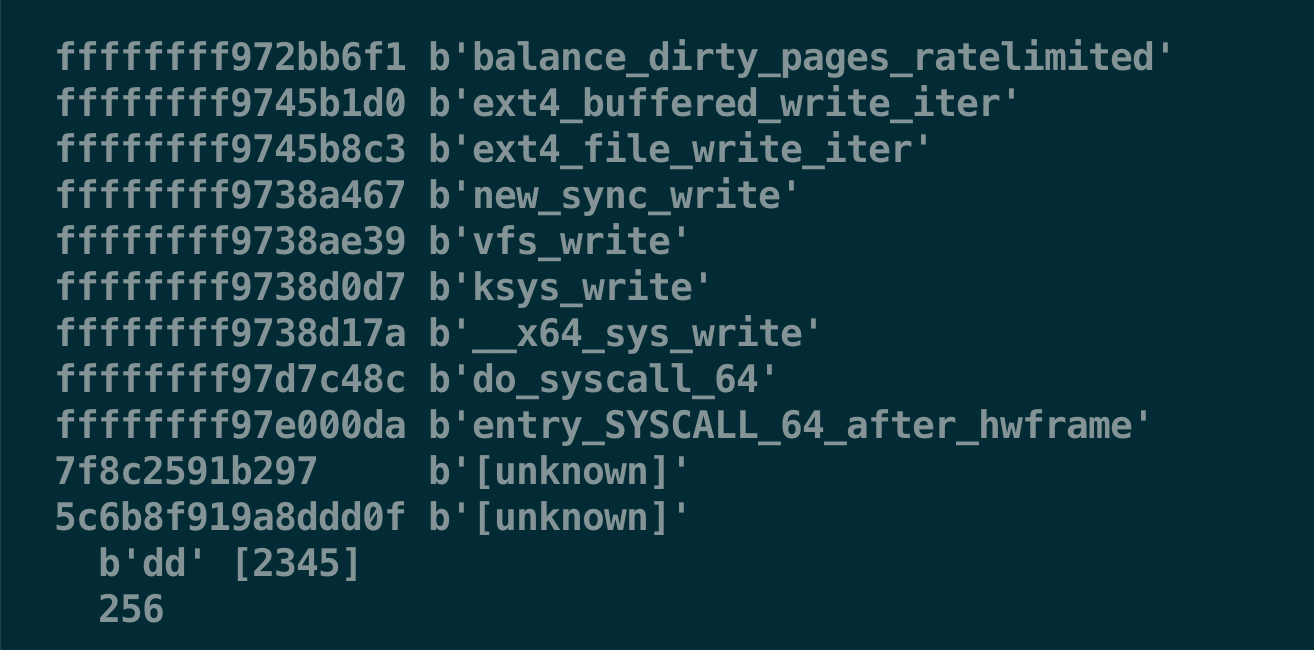 ffffffff972bb6f1 b'balance_dirty_pages_ratelimited'
ffffffff9745b1d0 b'ext4_buffered_write_iter'
ffffffff9745b8c3 b'ext4_file_write_iter'
ffffffff9738a467 b'new_sync_write'
ffffffff9738ae39 b'vfs_write'
ffffffff9738d0d7 b'ksys_write'
ffffffff9738d17a b'__x64_sys_write'
ffffffff97d7c48c b'do_syscall_64'
ffffffff97e000da b'entry_SYSCALL_64_after_hwframe'
7f8c2591b297     b'[unknown]'
5c6b8f919a8ddd0f b'[unknown]'
  b'dd' [2345]
  256